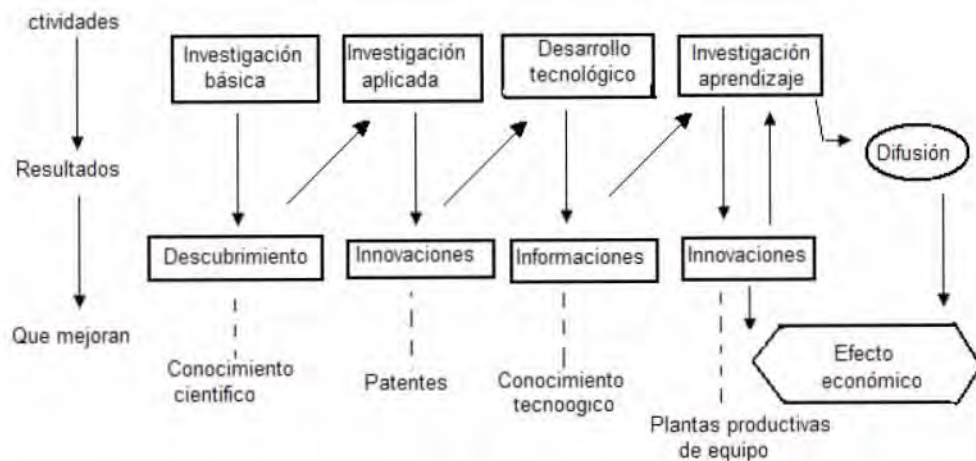 ctividades
Investigación
básica
Investigación
aplicada
Desarrollo
tecnológico
Investigación
aprendizaje
Resultados
Difusión
Descubrimiento
Innovaciones
Informaciones
Innovaciones
Que mejoran
Conocimiento
científico
Patentes
Conocimiento
tecnoogico
Plantas productivas
de equipo
Efecto
económico